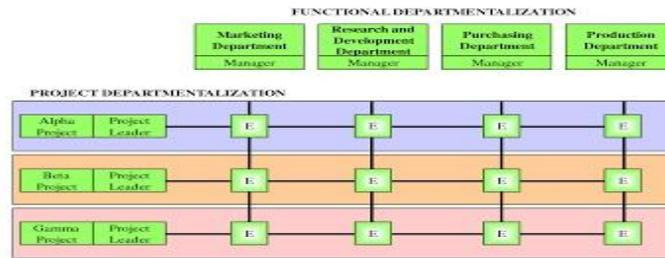 FUNCTIONAL DEPARTMENTALIZATION
Marketing Department
Manager
Research and Development Department
Manager
Purchasing Department
Manager
Production Department
Manager
PROJECT DEPARTMENTALIZATION
Alpha Project
Project Leader
E E E E
Beta Project
Project Leader
E E E E
Gamma Project
Project Leader
E E E E